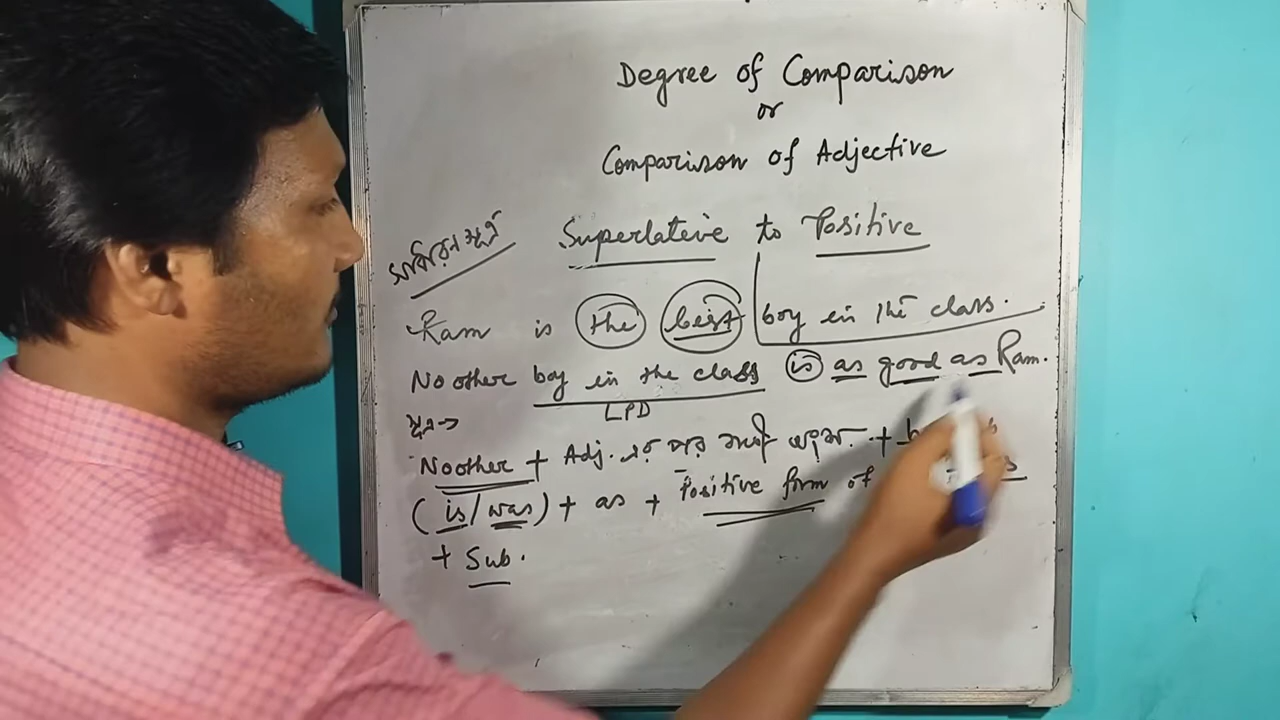 Degree of Comparison
or
Comparison of Adjective
Superlative to Positive
Ram is the best boy in the class.
No other boy in the class is as good as Ram.
LPD
সূত্র→
No other + Adj. এর পর
(is/was) + as + Positive form of
+ Sub.